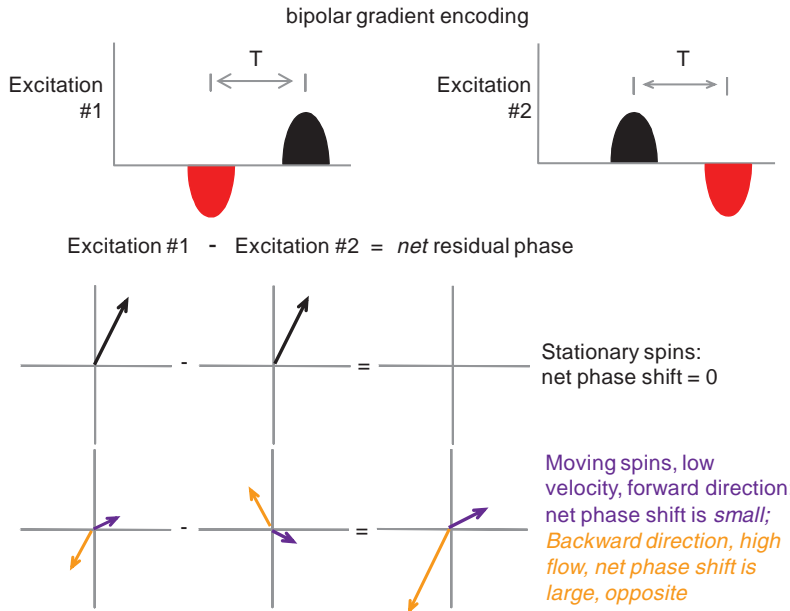 bipolar gradient encoding
T
Excitation
#1
T
Excitation
#2
Excitation #1 - Excitation #2 = net residual phase
- =
Stationary spins:
net phase shift = 0
- =
Moving spins, low
velocity, forward direction
net phase shift is small;
Backward direction, high
flow, net phase shift is
large, opposite